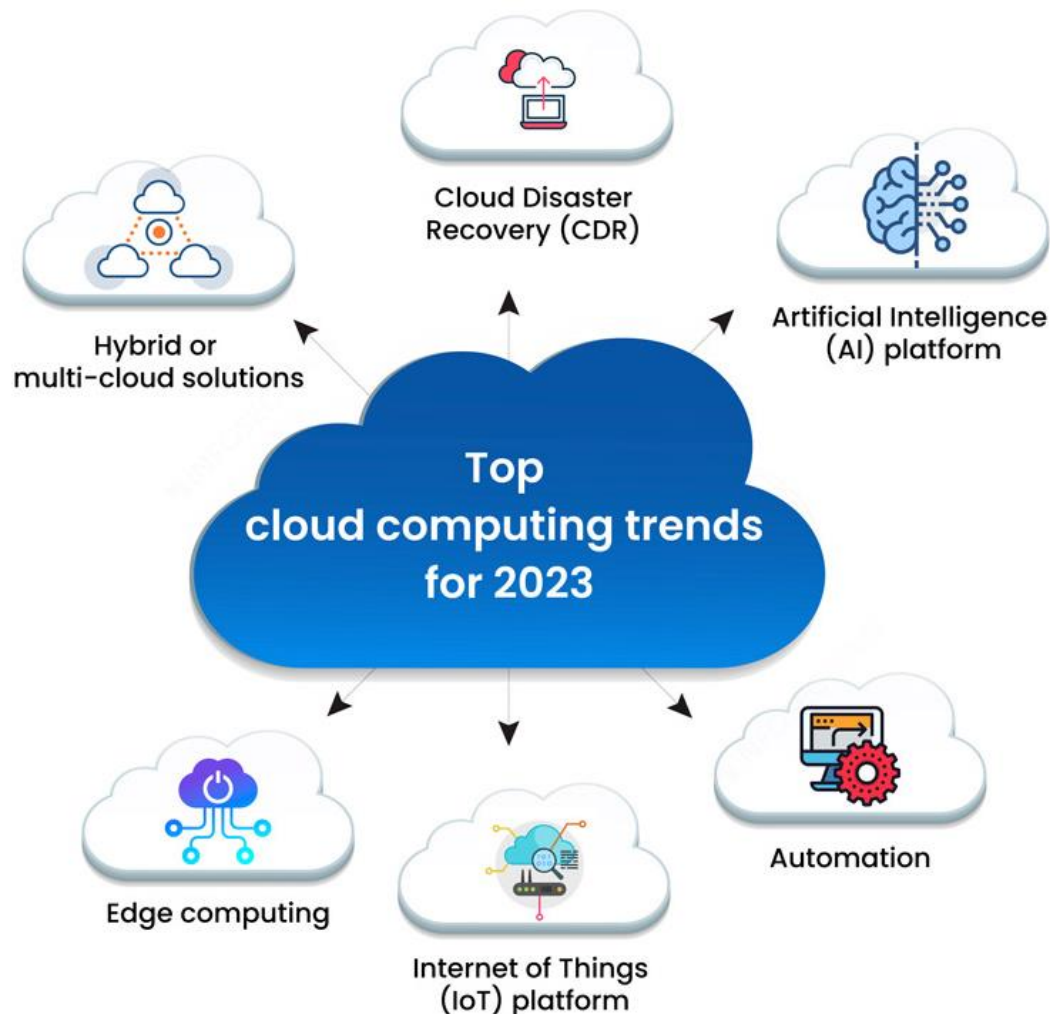 Cloud Disaster
Recovery (CDR)
Artificial Intelligence
(AI) platform
Hybrid or
multi-cloud solutions
Top
cloud computing trends
for 2023
Automation
Edge computing
Internet of Things
(IoT) platform